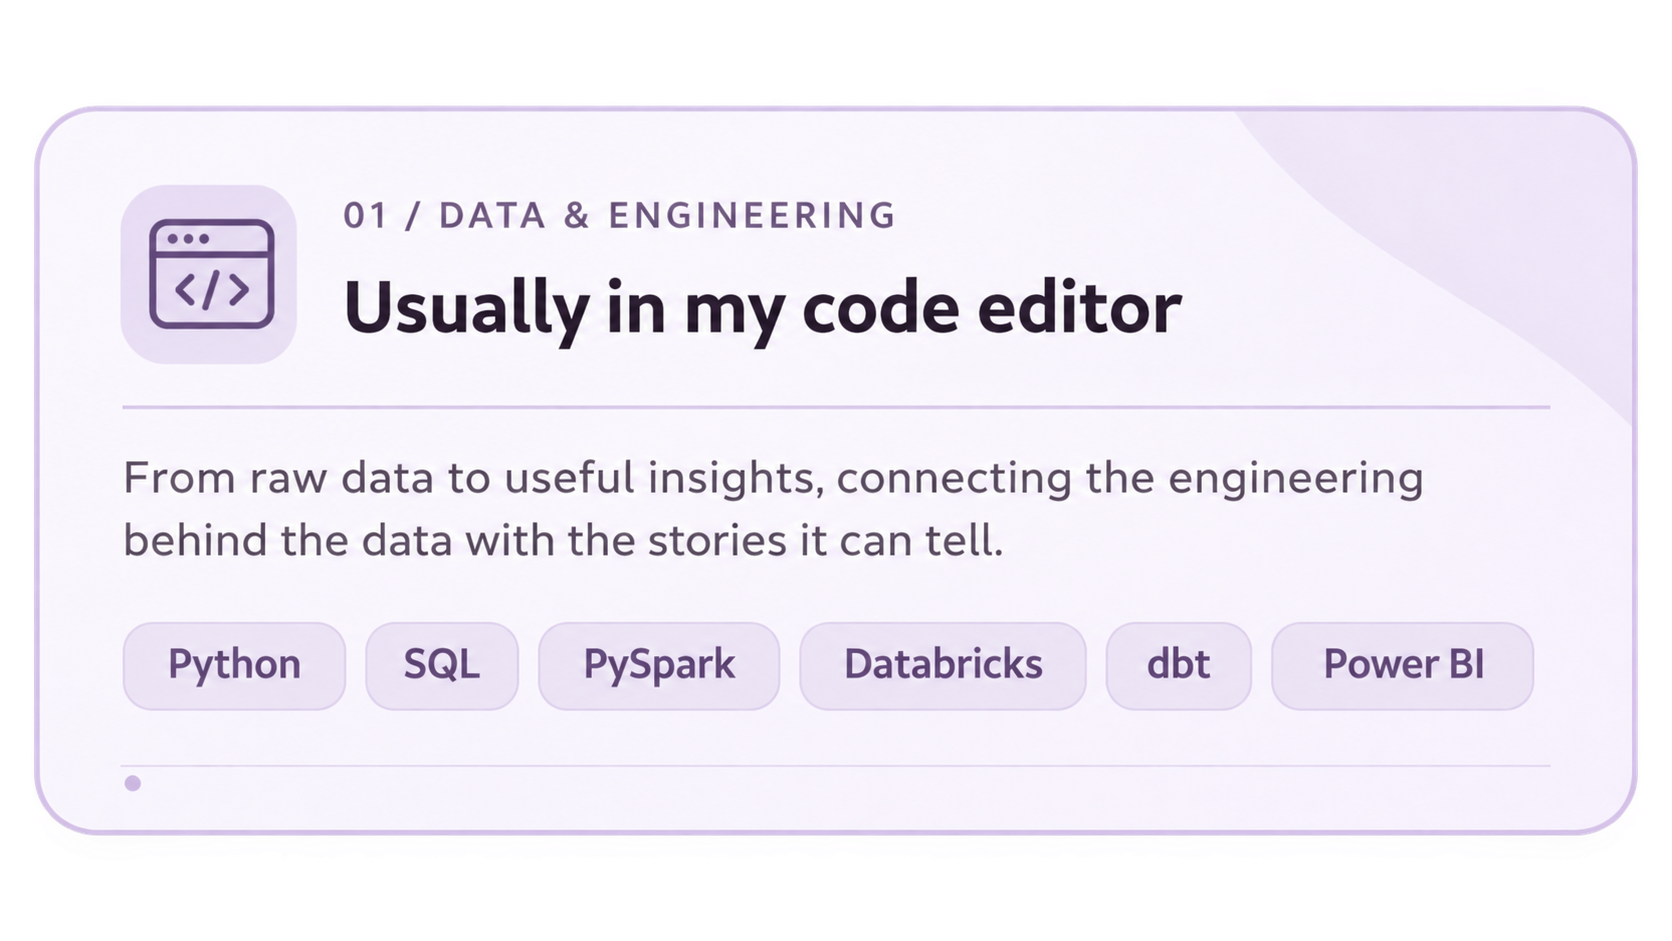 01 / DATA & ENGINEERING
Usually in my code editor
From raw data to useful insights, connecting the engineering
behind the data with the stories it can tell.
Python SQL PySpark Databricks dbt Power BI